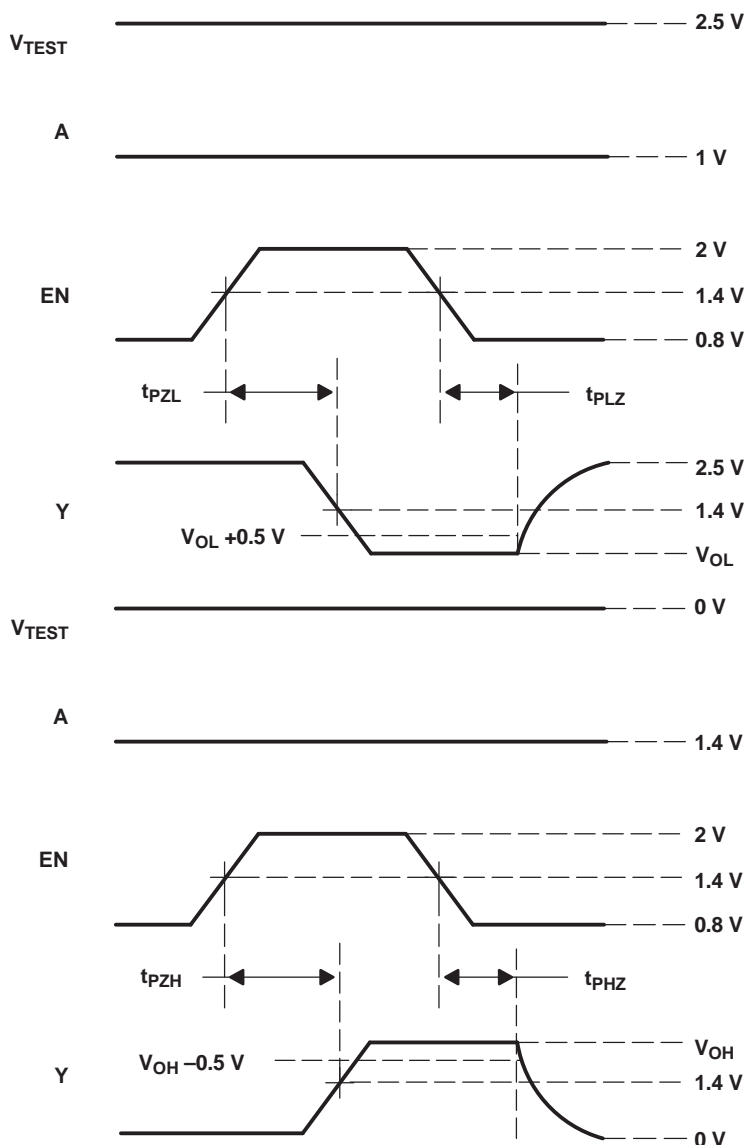 2.5 V
VTEST
A
1 V
2 V
EN
1.4 V
0.8 V
tPZL
tPLZ
2.5 V
Y
1.4 V
VOL +0.5 V
VOL
0 V
VTEST
A
1.4 V
2 V
EN
1.4 V
0.8 V
tPZH
tPHZ
VOH
VOH –0.5 V
Y
1.4 V
0 V